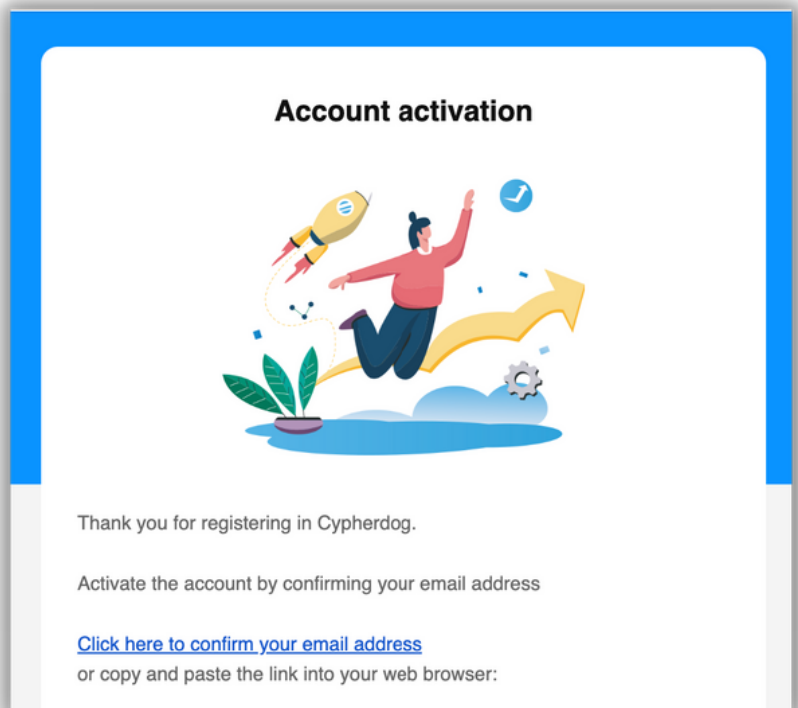 Account activation
Thank you for registering in Cypherdog.
Activate the account by confirming your email address
Click here to confirm your email address
or copy and paste the link into your web browser: